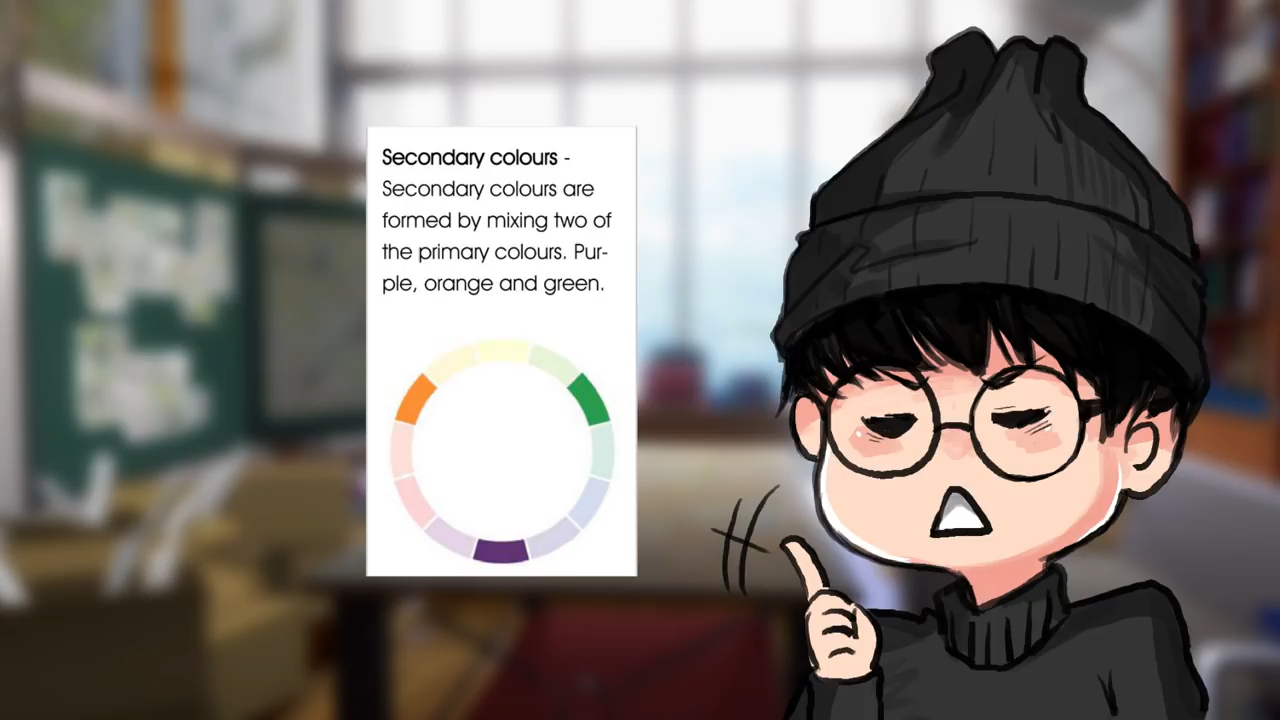 Secondary colours -
Secondary colours are
formed by mixing two of
the primary colours. Pur-
ple, orange and green.